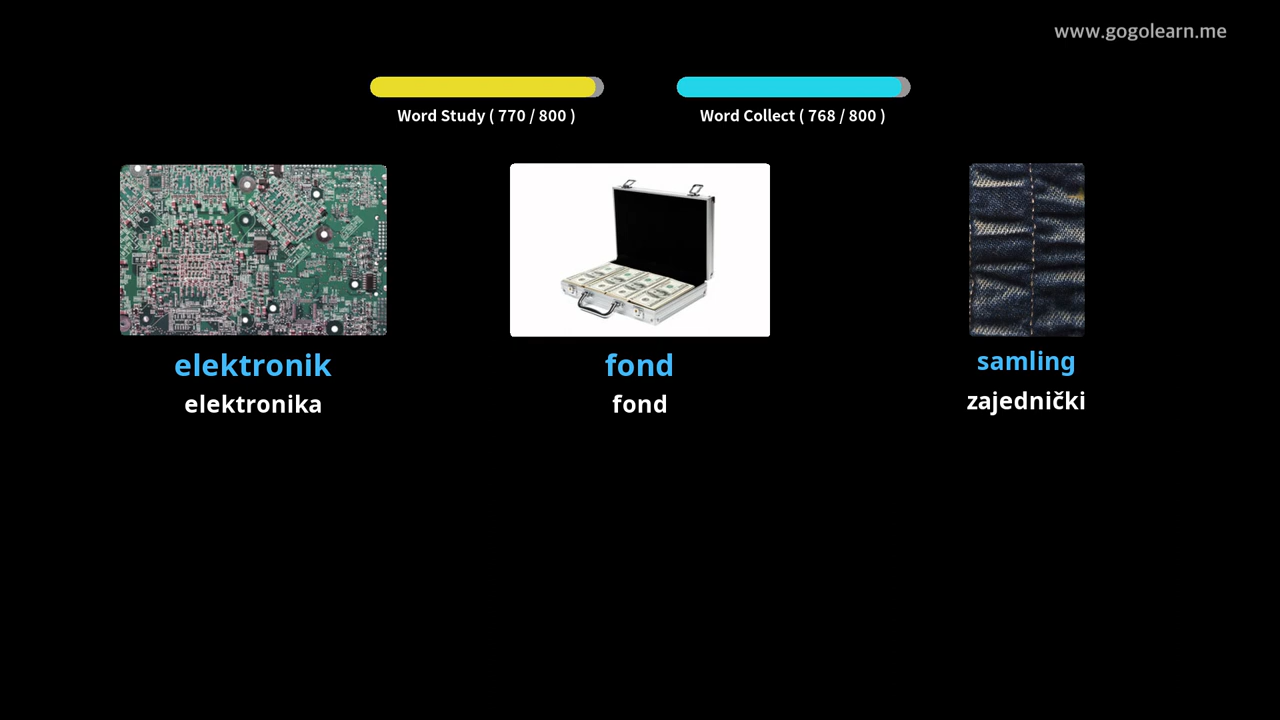 www.gogolearn.me
Word Study ( 770 / 800 )
Word Collect ( 768 / 800 )
elektronik
elektronika
fond
fond
samling
zajednički